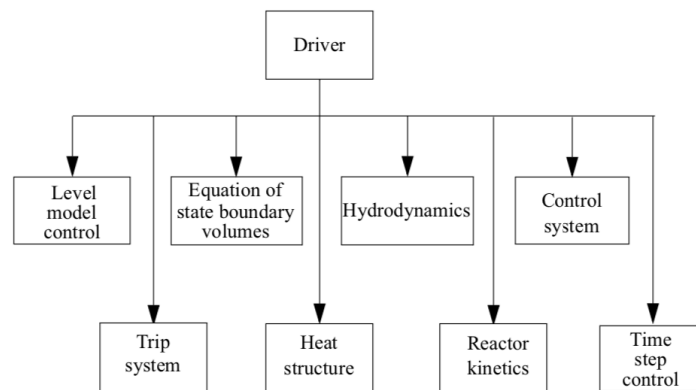 Driver
Level
model
control
Equation of
state boundary
volumes
Hydrodynamics
Control
system
Trip
system
Heat
structure
Reactor
kinetics
Time
step
control